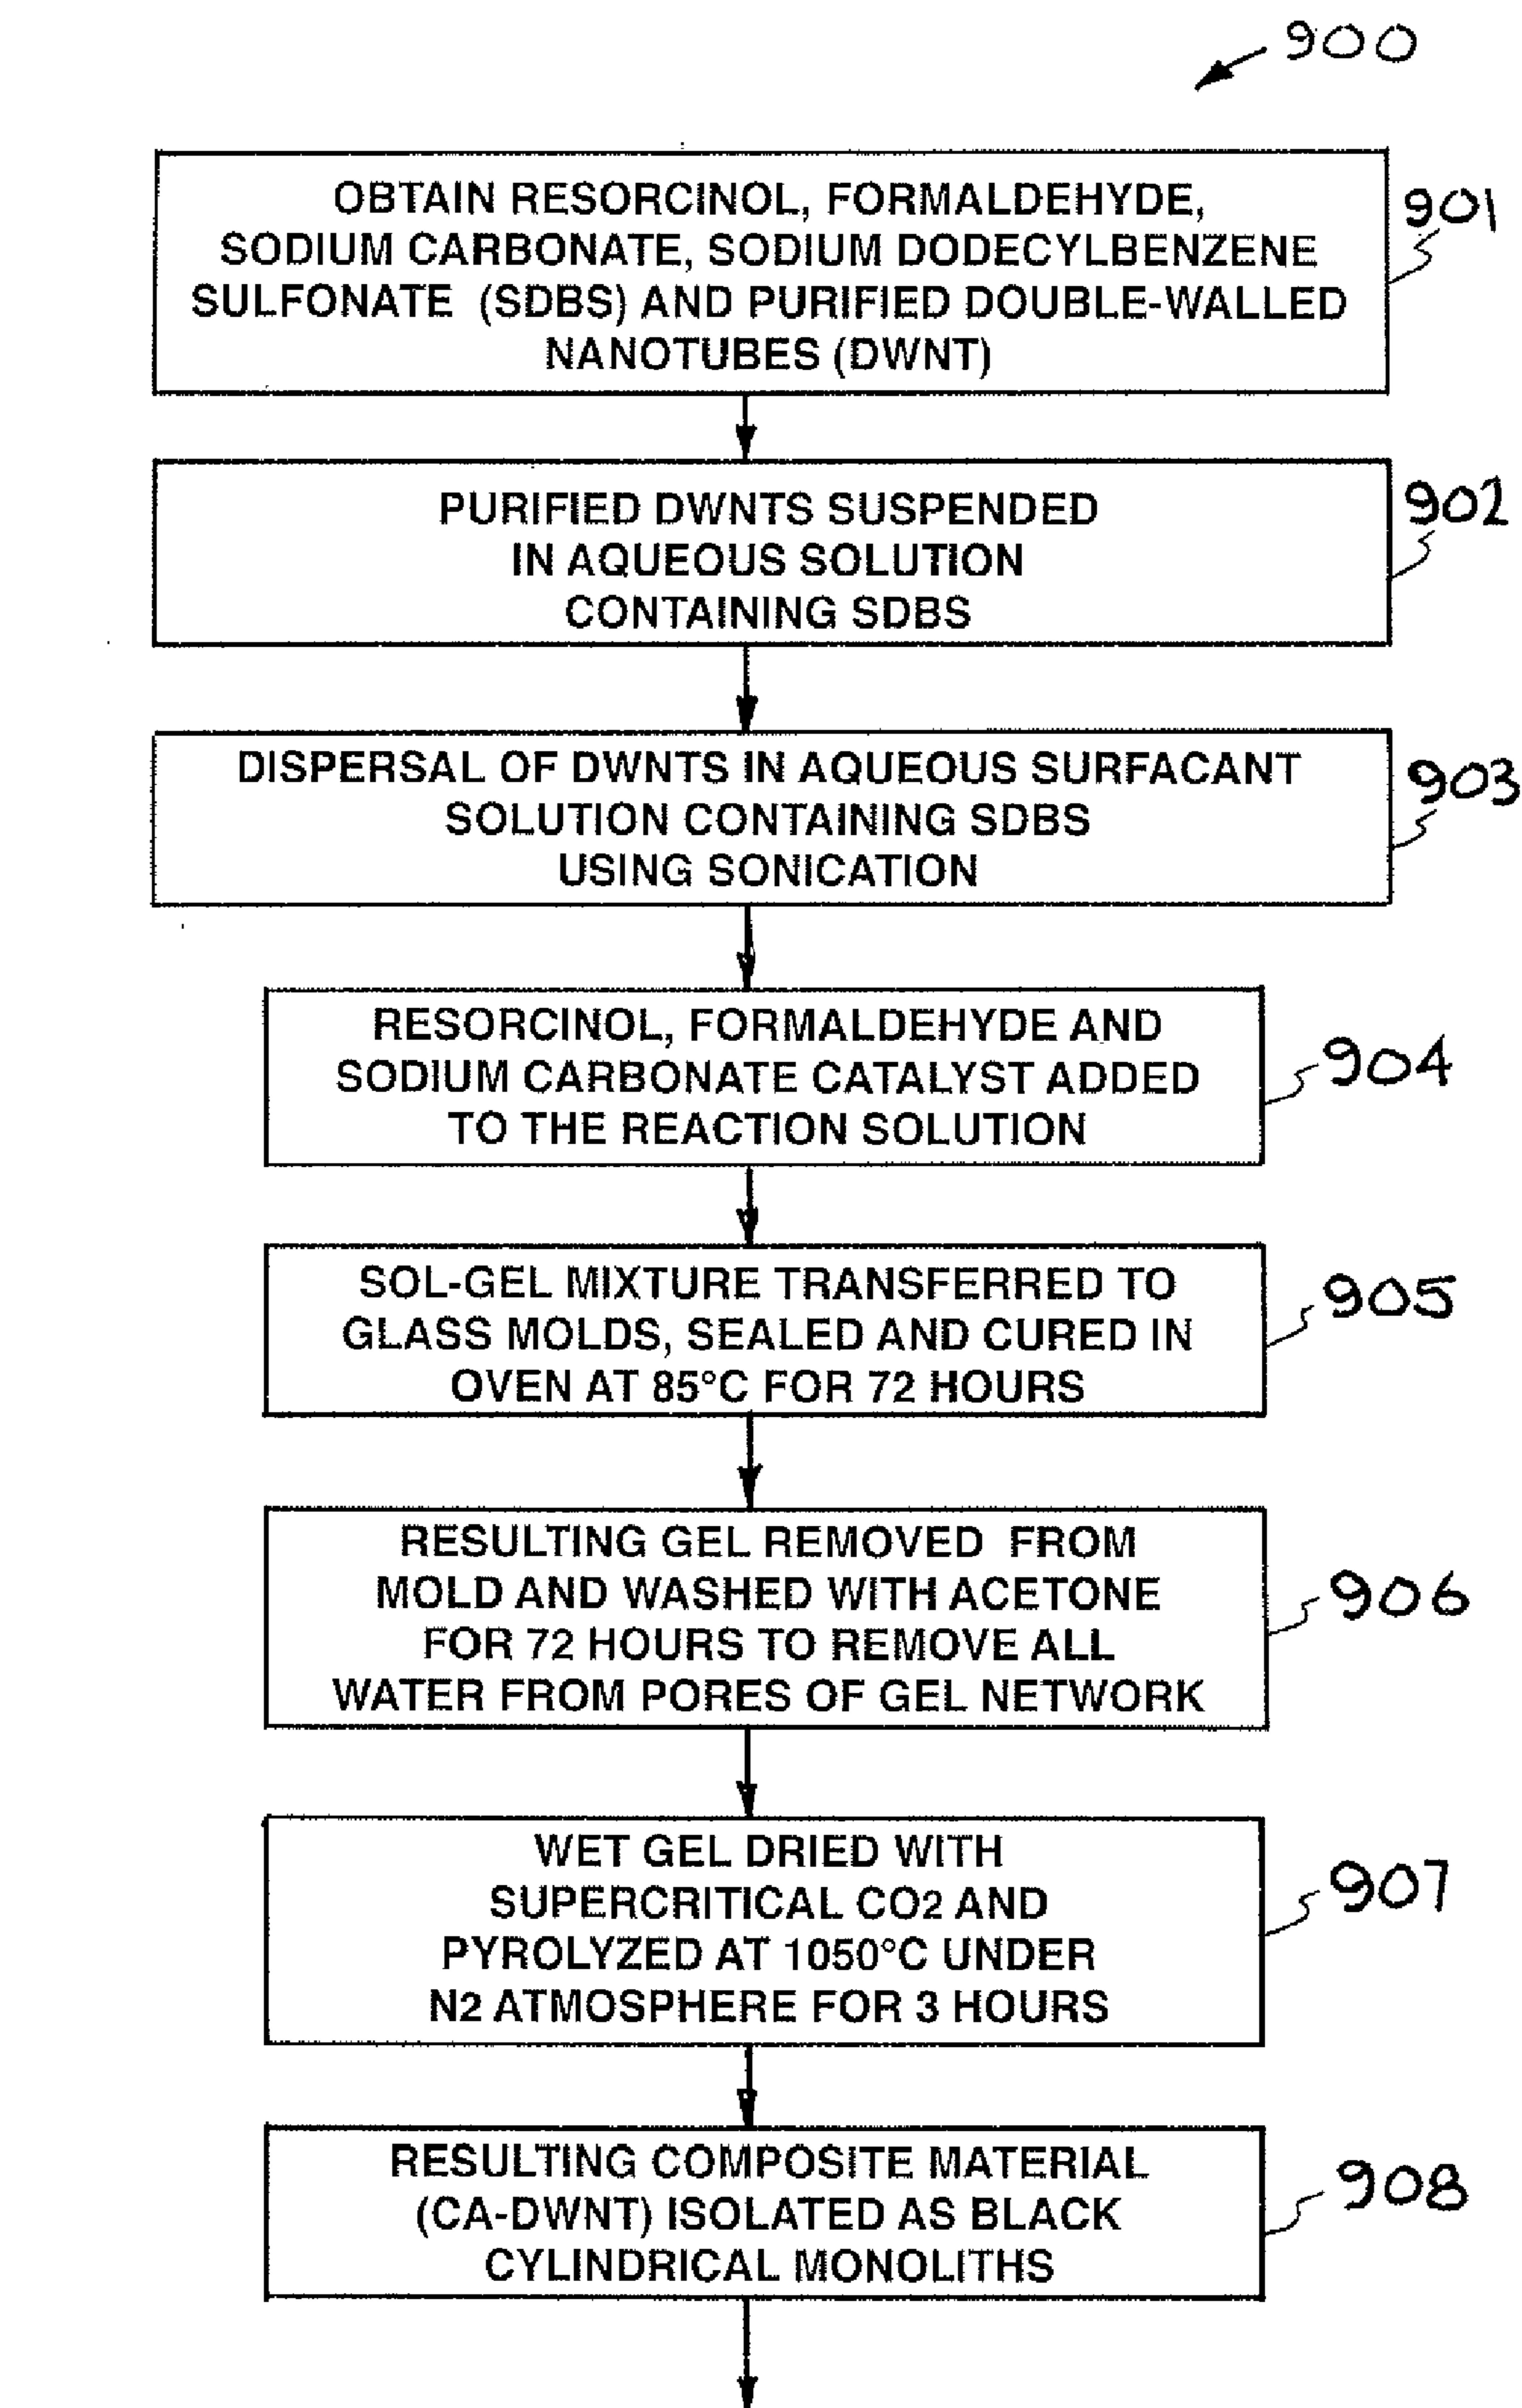 900
OBTAIN RESORCINOL, FORMALDEHYDE,
SODIUM CARBONATE, SODIUM DODECYLBENZENE
SULFONATE (SDBS) AND PURIFIED DOUBLE-WALLED
NANOTUBES (DWNT)
901
PURIFIED DWNTS SUSPENDED
IN AQUEOUS SOLUTION
CONTAINING SDBS
902
DISPERSAL OF DWNTS IN AQUEOUS SURFACANT
SOLUTION CONTAINING SDBS
USING SONICATION
903
RESORCINOL, FORMALDEHYDE AND
SODIUM CARBONATE CATALYST ADDED
TO THE REACTION SOLUTION
904
SOL-GEL MIXTURE TRANSFERRED TO
GLASS MOLDS, SEALED AND CURED IN
OVEN AT 85°C FOR 72 HOURS
905
RESULTING GEL REMOVED FROM
MOLD AND WASHED WITH ACETONE
FOR 72 HOURS TO REMOVE ALL
WATER FROM PORES OF GEL NETWORK
906
WET GEL DRIED WITH
SUPERCRITICAL CO2 AND
PYROLYZED AT 1050°C UNDER
N2 ATMOSPHERE FOR 3 HOURS
907
RESULTING COMPOSITE MATERIAL
(CA-DWNT) ISOLATED AS BLACK
CYLINDRICAL MONOLITHS
908